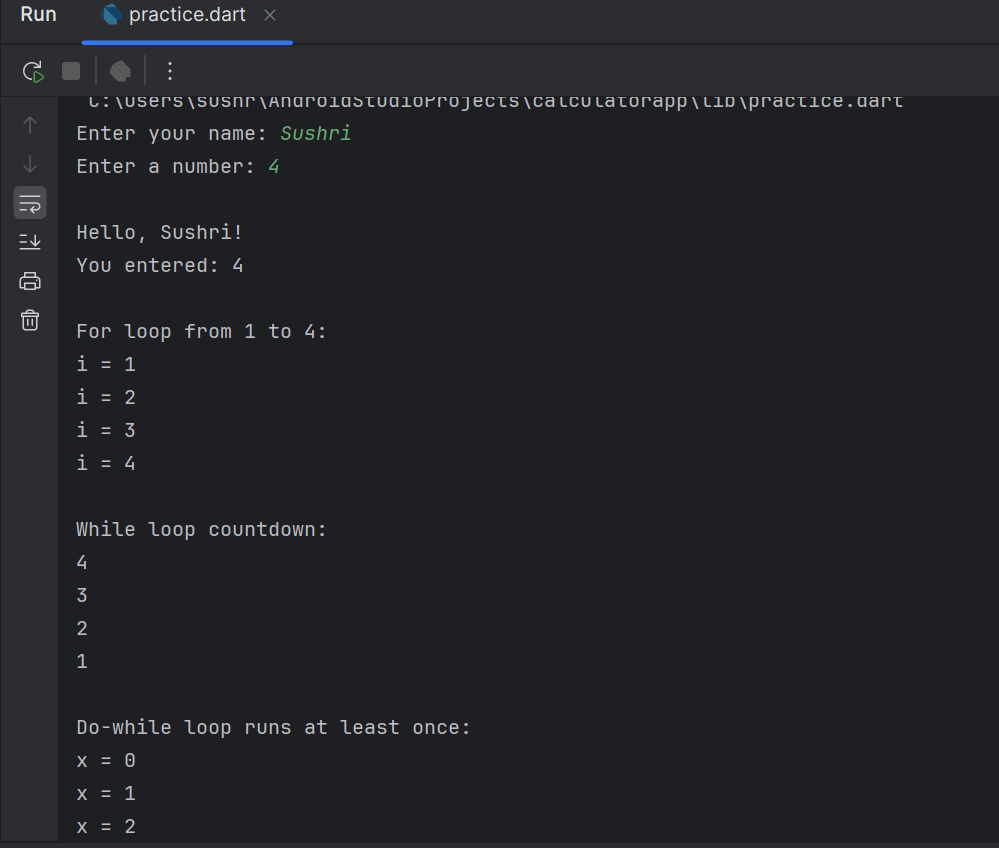 Run practice.dart
C:\Users\sushr\AndroidStudioProjects\calculatorapp\lib\practice.dart
Enter your name: Sushri
Enter a number: 4
Hello, Sushri!
You entered: 4
For loop from 1 to 4:
i = 1
i = 2
i = 3
i = 4
While loop countdown:
4
3
2
1
Do-while loop runs at least once:
x = 0
x = 1
x = 2